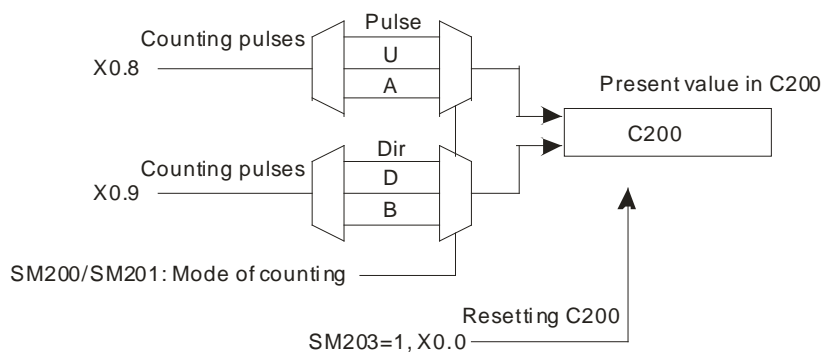 Pulse
Counting pulses
U
X0.8
A
Present value in C200
C200
Dir
Counting pulses
D
X0.9
B
SM200/SM201: Mode of counting
Resetting C200
SM203=1, X0.0